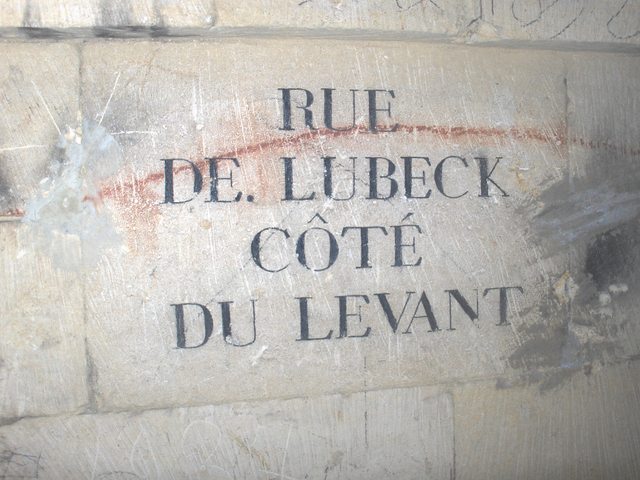 RUE
DE. LUBECK
CÔTÉ
DU LEVANT